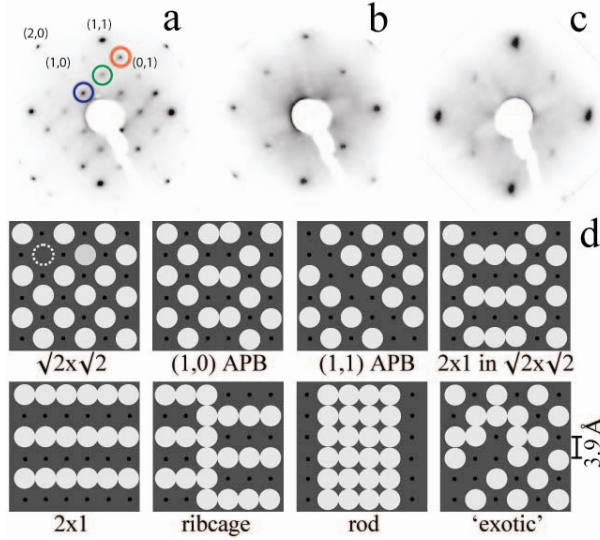 a
b
c
(1,1)
(2,0)
(1,0)
(0,1)
d
√2x√2
(1,0) APB
(1,1) APB
2x1 in √2x√2
2x1
ribcage
rod
'exotic'
3.9 Å